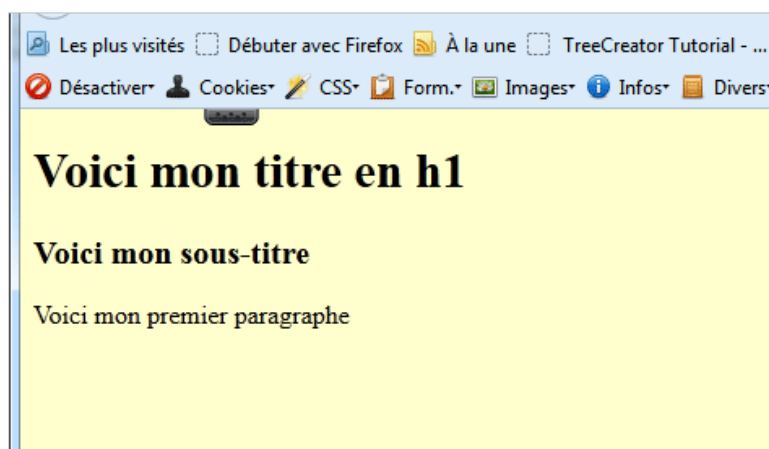 Les plus visités Débuter avec Firefox À la une TreeCreator Tutorial - ...
Désactiver Cookies CSS Form. Images Infos Divers
Voici mon titre en h1
Voici mon sous-titre
Voici mon premier paragraphe